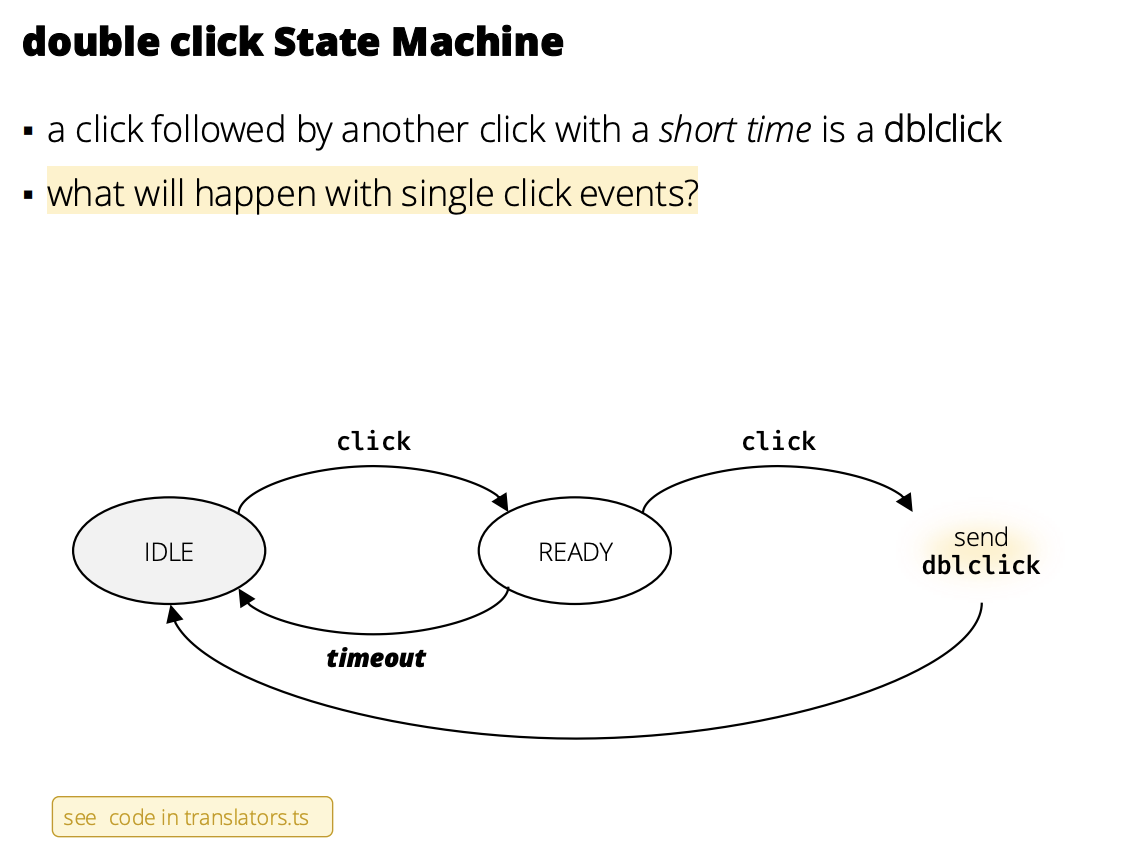 double click State Machine
▪ a click followed by another click with a short time is a dblclick
▪ what will happen with single click events?
click
click
IDLE
READY
send
dblclick
timeout
see code in translators.ts